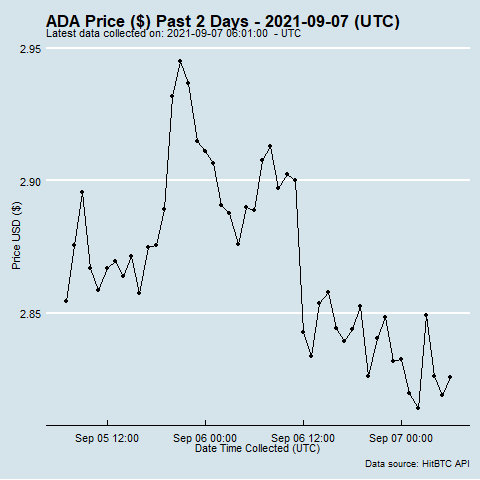 ADA Price ($) Past 2 Days - 2021-09-07 (UTC)
Latest data collected on: 2021-09-07 06:01:00 - UTC
2.95
2.90
2.85
Price USD ($)
Sep 05 12:00 Sep 06 00:00 Sep 06 12:00 Sep 07 00:00
Date Time Collected (UTC)
Data source: HitBTC API